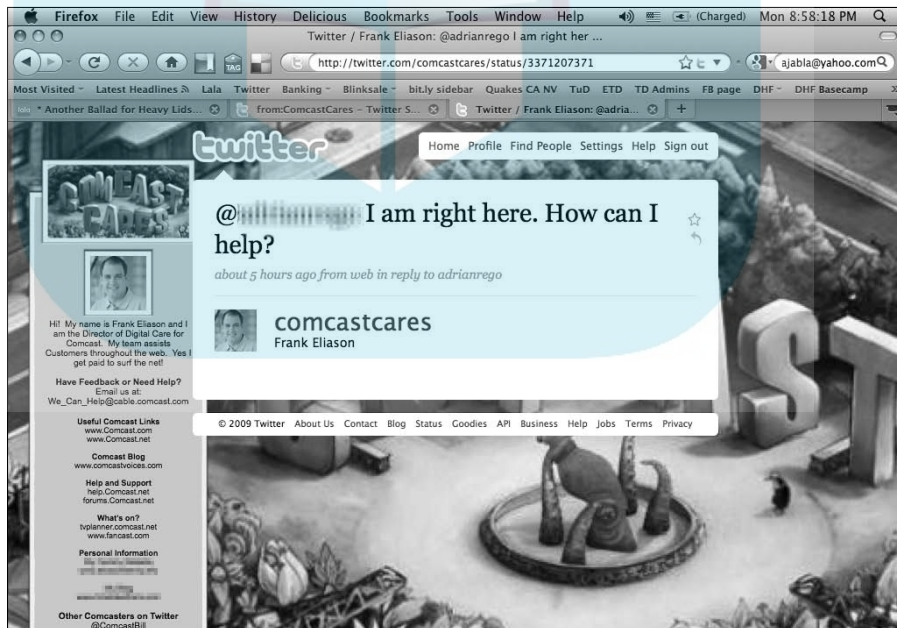 Firefox File Edit View History Delicious Bookmarks Tools Window Help (Charged) Mon 8:58:18 PM
Twitter / Frank Eliason: @adrianrego I am right her ...
http://twitter.com/comcastcares/status/3371207371 ajabla@yahoo.com
Most Visited Latest Headlines Lala Twitter Banking Blinksale bit.ly sidebar Quakes CA NV TuD ETD TD Admins FB page DHF DHF Basecamp
* Another Ballad for Heavy Lids... from:ComcastCares - Twitter S... Twitter / Frank Eliason: @adria... +
twitter
Home Profile Find People Settings Help Sign out
COMCAST
CARES
@ I am right here. How can I
help?
about 5 hours ago from web in reply to adrianrego
comcastcares
Frank Eliason
Hi! My name is Frank Eliason and I
am the Director of Digital Care for
Comcast. My team assists
Customers throughout the web. Yes I
get paid to surf the net!
Have Feedback or Need Help?
Email us at:
We_Can_Help@cable.comcast.com
Useful Comcast Links
www.Comcast.com
www.Comcast.net
Comcast Blog
www.comcastvoices.com
Help and Support
help.Comcast.net
forums.Comcast.net
What's on?
tvplanner.comcast.net
www.fancast.com
Personal Information
Other Comcasters on Twitter
@ComcastBill
© 2009 Twitter About Us Contact Blog Status Goodies API Business Help Jobs Terms Privacy
ST